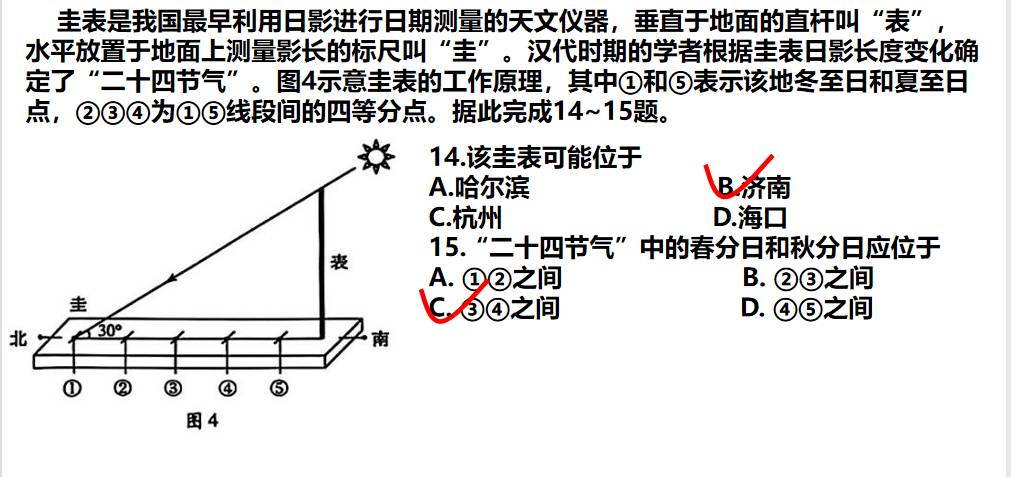 圭表是我国最早利用日影进行日期测量的天文仪器，垂直于地面的直杆叫“表”，
水平放置于地面上测量影长的标尺叫“圭”。汉代时期的学者根据圭表日影长度变化确
定了“二十四节气”。图4示意圭表的工作原理，其中①和⑤表示该地冬至日和夏至日
点，②③④为①⑤线段间的四等分点。据此完成14~15题。
14.该圭表可能位于
A.哈尔滨 B.济南
C.杭州 D.海口
15.“二十四节气”中的春分日和秋分日应位于
A. ①②之间 B. ②③之间
C. ③④之间 D. ④⑤之间
表
圭
30°
北 南
① ② ③ ④ ⑤
图 4